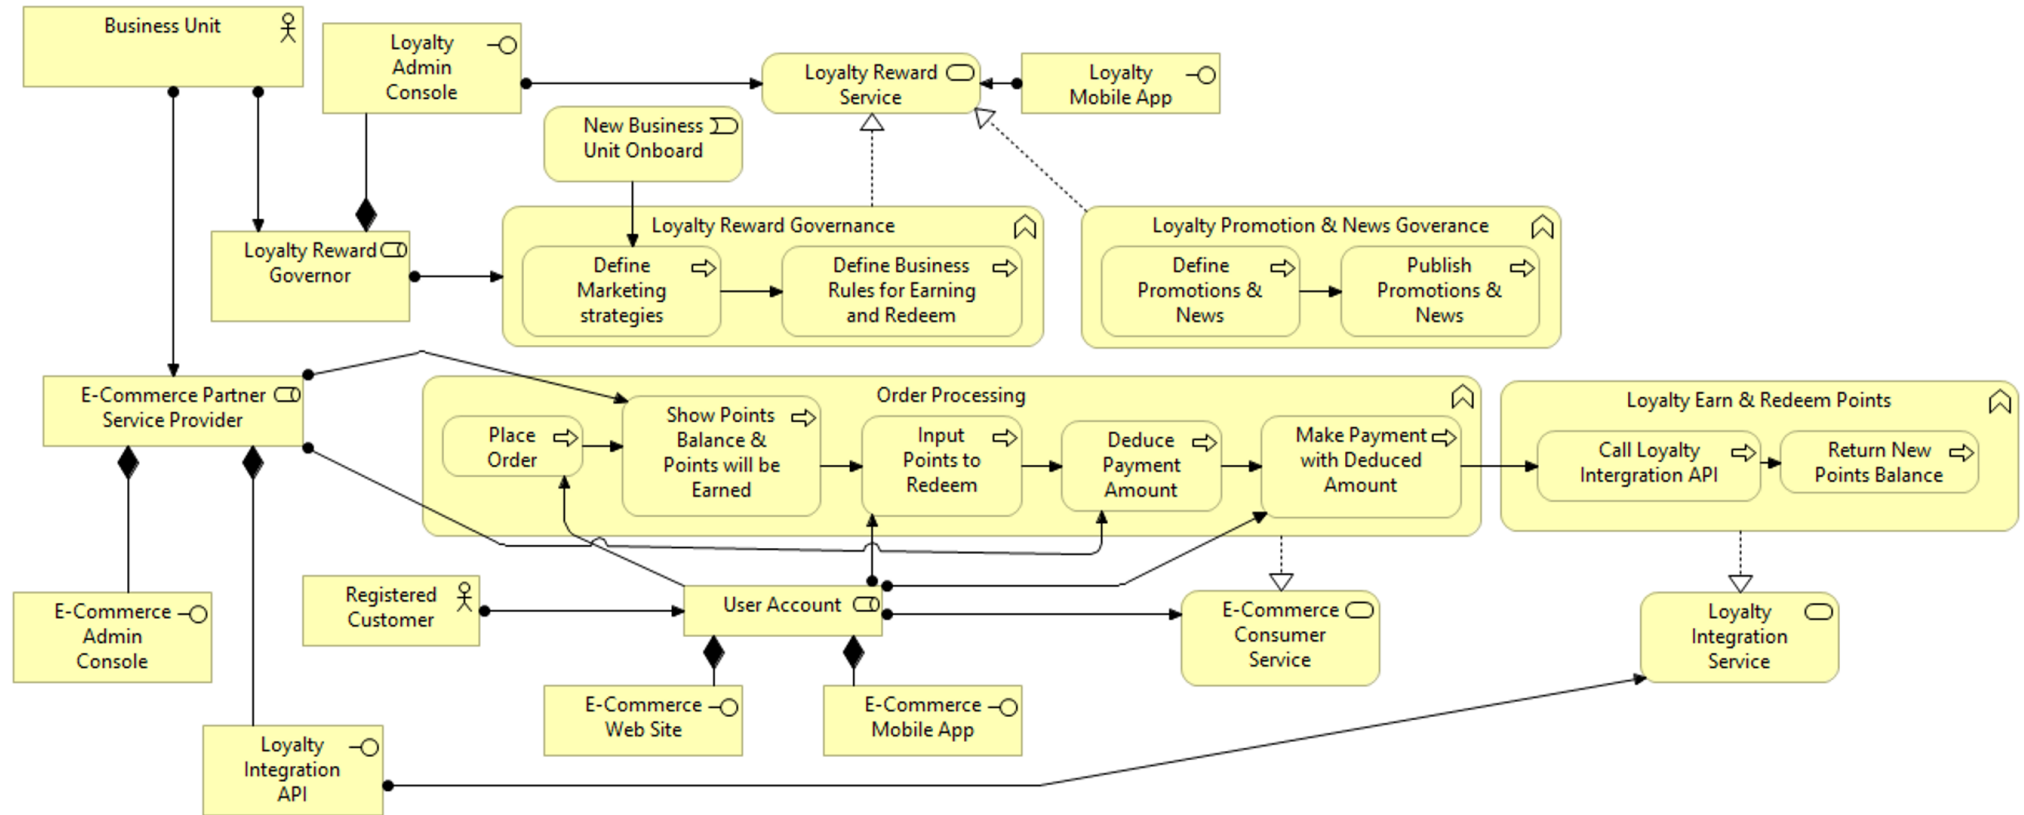 Business Unit
Loyalty
Admin
Console
Loyalty Reward
Service
Loyalty
Mobile App
New Business
Unit Onboard
Loyalty Reward
Governor
Loyalty Reward Governance
Define
Marketing
strategies
Define Business
Rules for Earning
and Redeem
Loyalty Promotion & News Goverance
Define
Promotions &
News
Publish
Promotions &
News
E-Commerce Partner
Service Provider
Order Processing
Place
Order
Show Points
Balance &
Points will be
Earned
Input
Points to
Redeem
Deduce
Payment
Amount
Make Payment
with Deduced
Amount
Loyalty Earn & Redeem Points
Call Loyalty
Intergration API
Return New
Points Balance
E-Commerce
Admin
Console
Registered
Customer
User Account
E-Commerce
Consumer
Service
Loyalty
Integration
Service
E-Commerce
Web Site
E-Commerce
Mobile App
Loyalty
Integration
API